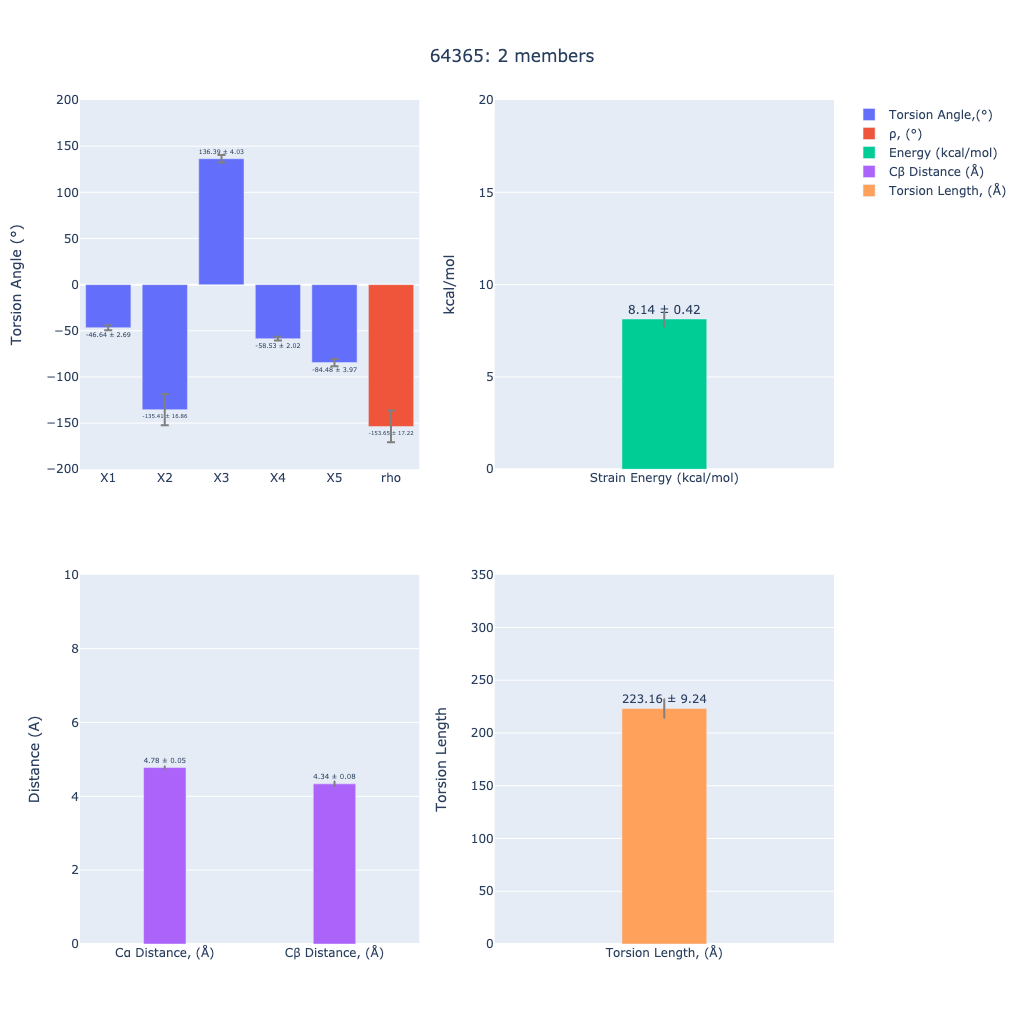 64365: 2 members
Torsion Angle (°)
200
150
100
50
0
−50
−100
−150
−200
136.39 ± 4.03
-46.64 ± 2.69
-135.41 ± 16.86
-58.53 ± 2.02
-84.48 ± 3.97
-153.65 ± 17.22
X1 X2 X3 X4 X5 rho
kcal/mol
20
15
10
5
0
8.14 ± 0.42
Strain Energy (kcal/mol)
Torsion Angle,(°)
ρ, (°)
Energy (kcal/mol)
Cβ Distance (Å)
Torsion Length, (Å)
Distance (A)
10
8
6
4
2
0
4.78 ± 0.05
4.34 ± 0.08
Cα Distance, (Å) Cβ Distance, (Å)
Torsion Length
350
300
250
200
150
100
50
0
223.16 ± 9.24
Torsion Length, (Å)